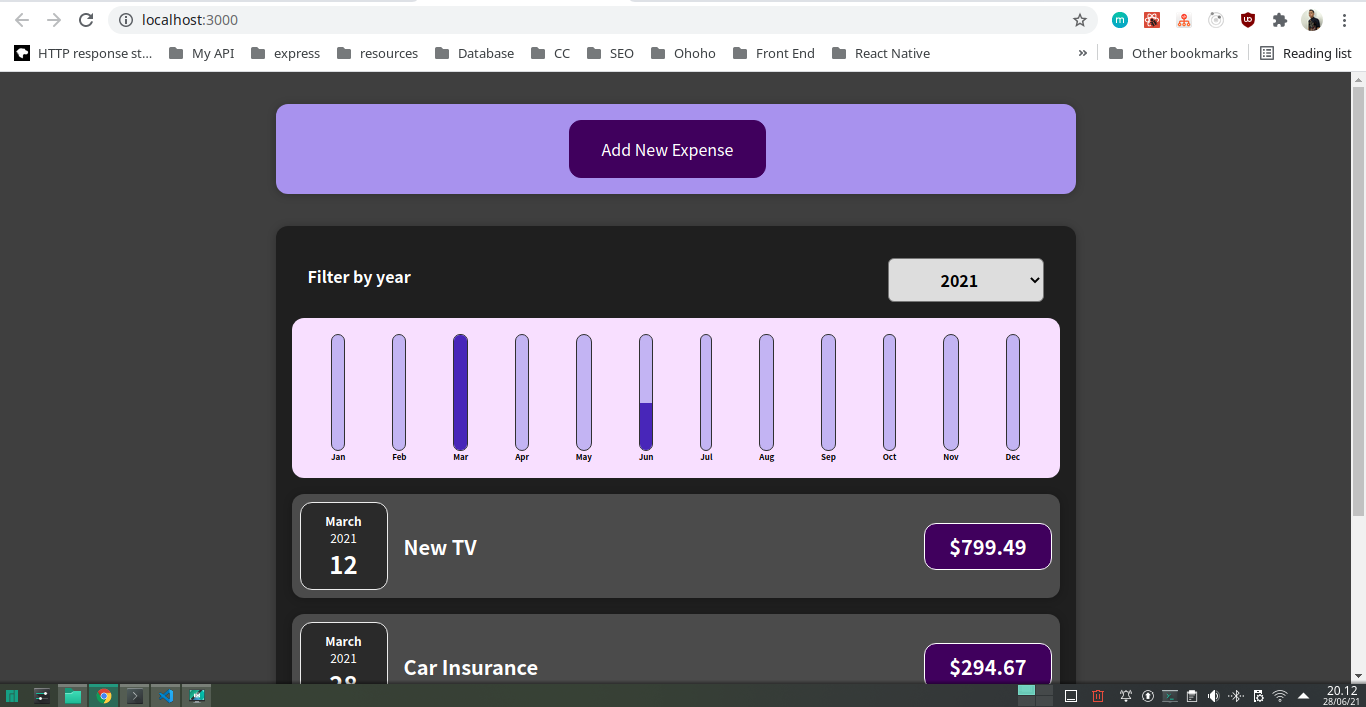 localhost:3000
HTTP response st... My API express resources Database CC SEO Ohoho Front End React Native » Other bookmarks Reading list
Add New Expense
Filter by year
2021
Jan Feb Mar Apr May Jun Jul Aug Sep Oct Nov Dec
March
2021
12
New TV
$799.49
March
2021
28
Car Insurance
$294.67
20.12
28/06/21